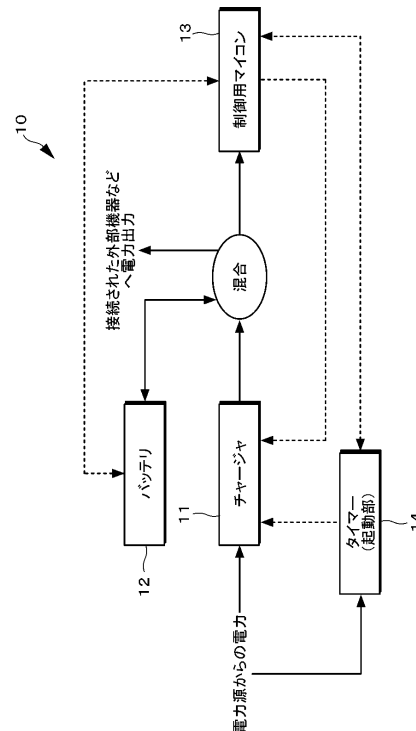 10
接続された外部機器など
へ電力出力
バッテリ
12
電力源からの電力
チャージャ
11
混合
制御用マイコン
13
タイマー
(起動部)
14